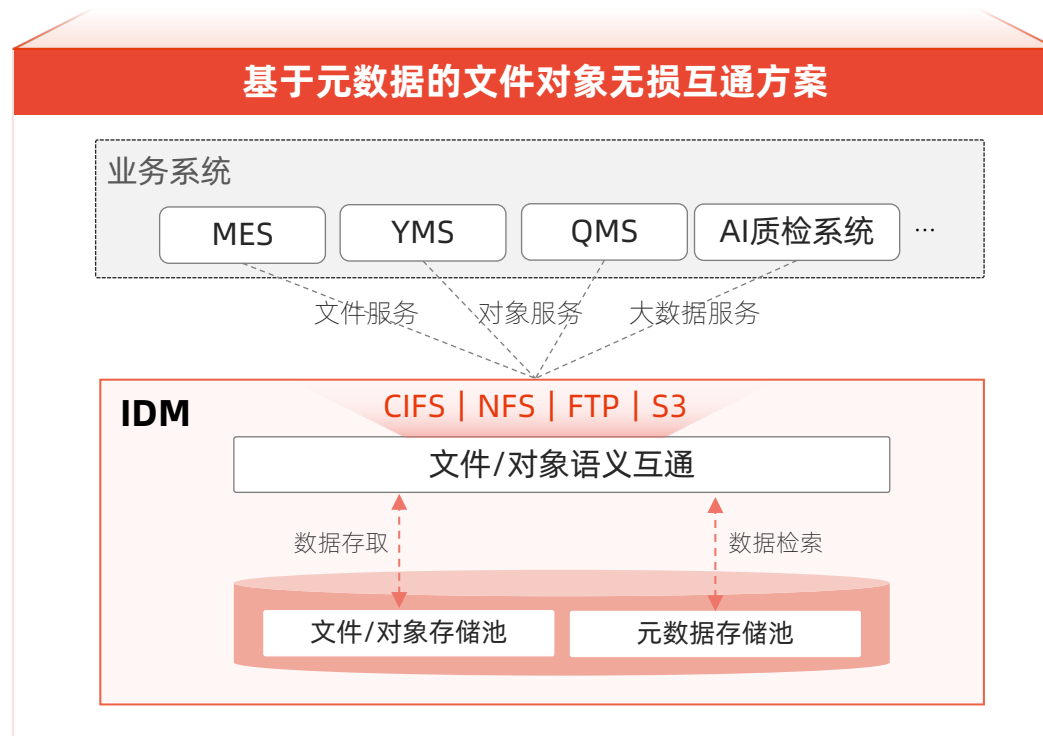 基于元数据的文件对象无损互通方案
业务系统
MES
YMS
QMS
AI质检系统
...
文件服务
对象服务
大数据服务
IDM
CIFS | NFS | FTP | S3
文件/对象语义互通
数据存取
数据检索
文件/对象存储池
元数据存储池